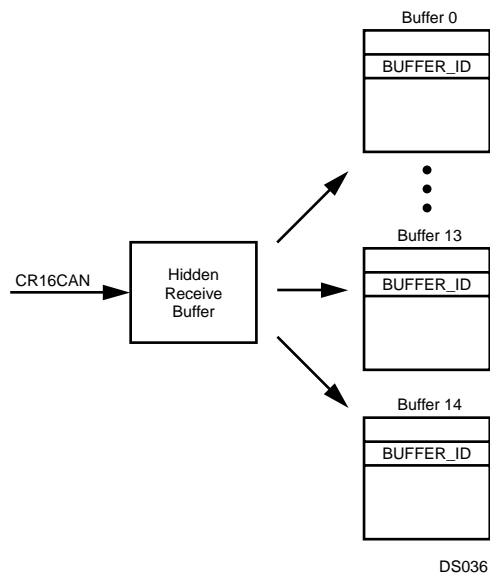 Buffer 0
BUFFER_ID
Buffer 13
CR16CAN
Hidden
Receive
Buffer
BUFFER_ID
Buffer 14
BUFFER_ID
DS036